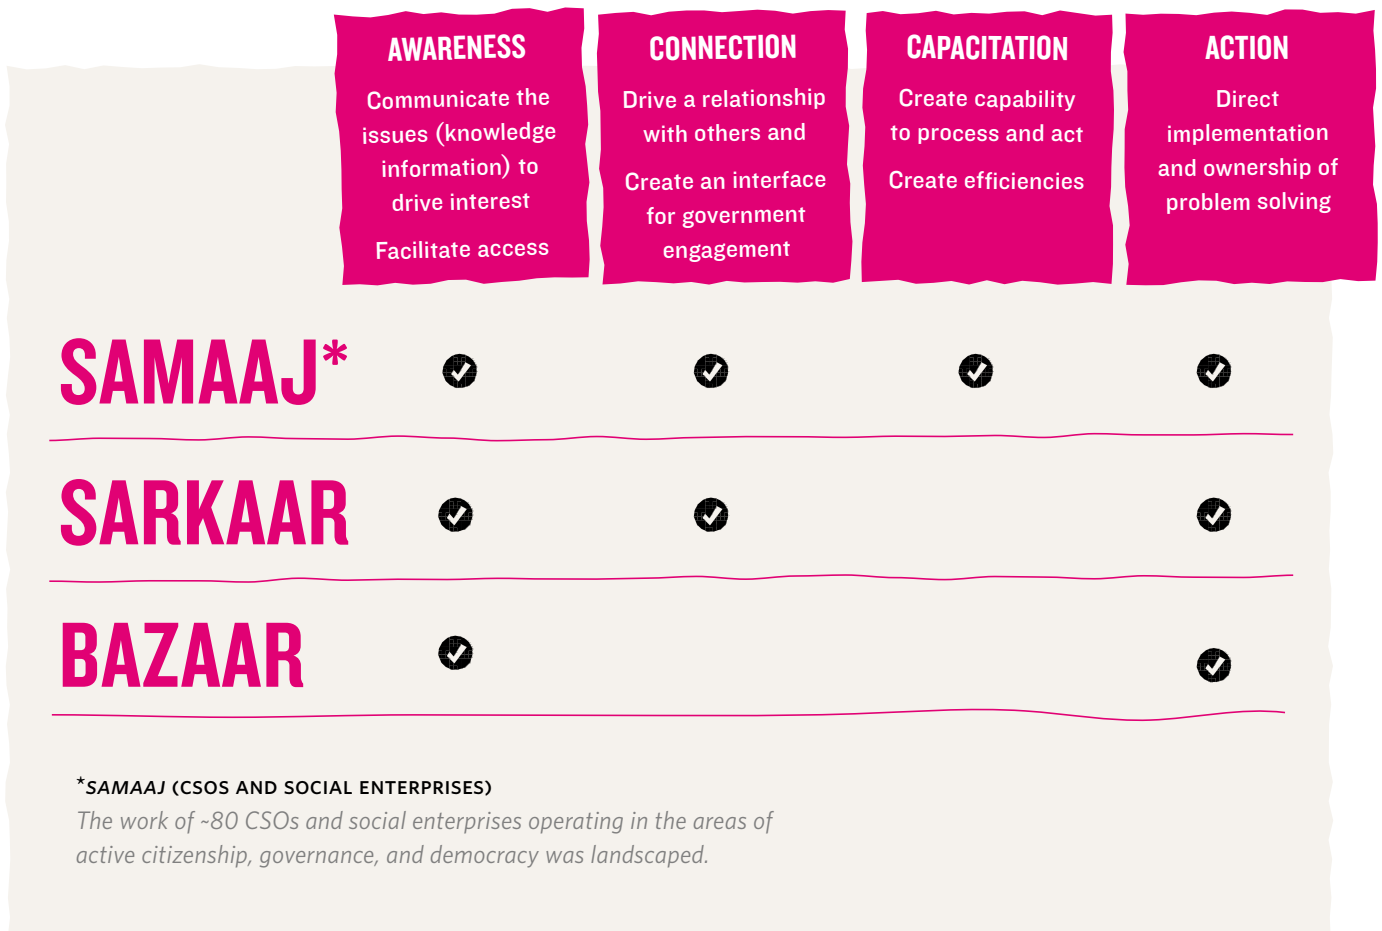 AWARENESS
Communicate the
issues (knowledge
information) to
drive interest
Facilitate access
CONNECTION
Drive a relationship
with others and
Create an interface
for government
engagement
CAPACITATION
Create capability
to process and act
Create efficiencies
ACTION
Direct
implementation
and ownership of
problem solving
SAMAAJ*
SARKAAR
BAZAAR
*SAMAAJ (CSOS AND SOCIAL ENTERPRISES)
The work of ~80 CSOs and social enterprises operating in the areas of
active citizenship, governance, and democracy was landscaped.